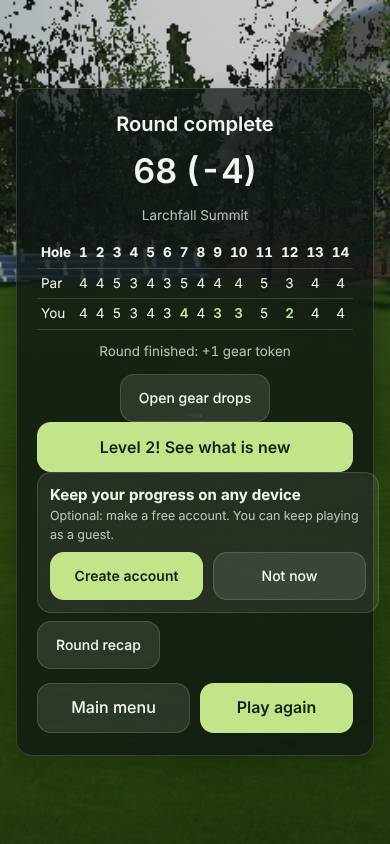 Round complete
68 (-4)
Larchfall Summit
Hole 1 2 3 4 5 6 7 8 9 10 11 12 13 14
Par 4 4 5 3 4 3 5 4 4 4 5 3 4 4
You 4 4 5 3 4 3 4 4 3 3 5 2 4 4
Round finished: +1 gear token
Open gear drops
Level 2! See what is new
Keep your progress on any device
Optional: make a free account. You can keep playing
as a guest.
Create account
Not now
Round recap
Main menu
Play again